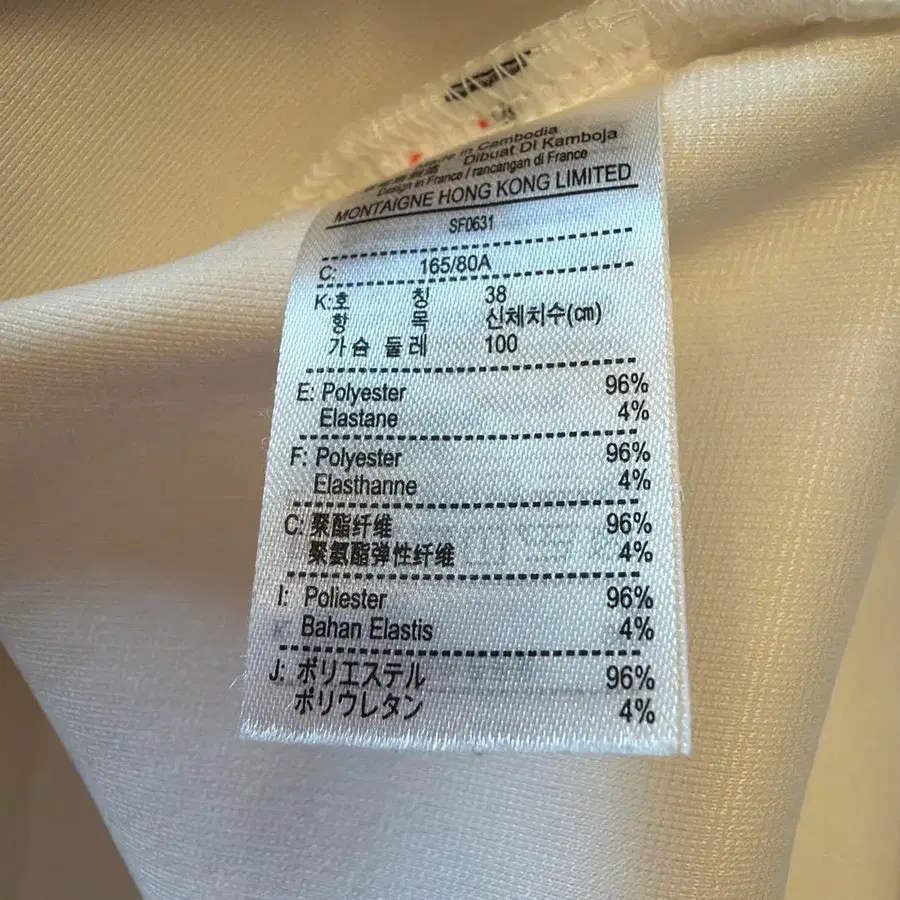 in Cambodia
Dibuat Di Kamboja
Design in France / rancangan di France
MONTAIGNE HONG KONG LIMITED
SF0631
C: 165/80A
K:호 칭 38
항 목 신체치수(cm)
가슴 둘레 100
E: Polyester 96%
Elastane 4%
F: Polyester 96%
Elasthanne 4%
C: 聚酯纤维 96%
聚氨酯弹性纤维 4%
I: Poliester 96%
Bahan Elastis 4%
J: ポリエステル 96%
ポリウレタン 4%